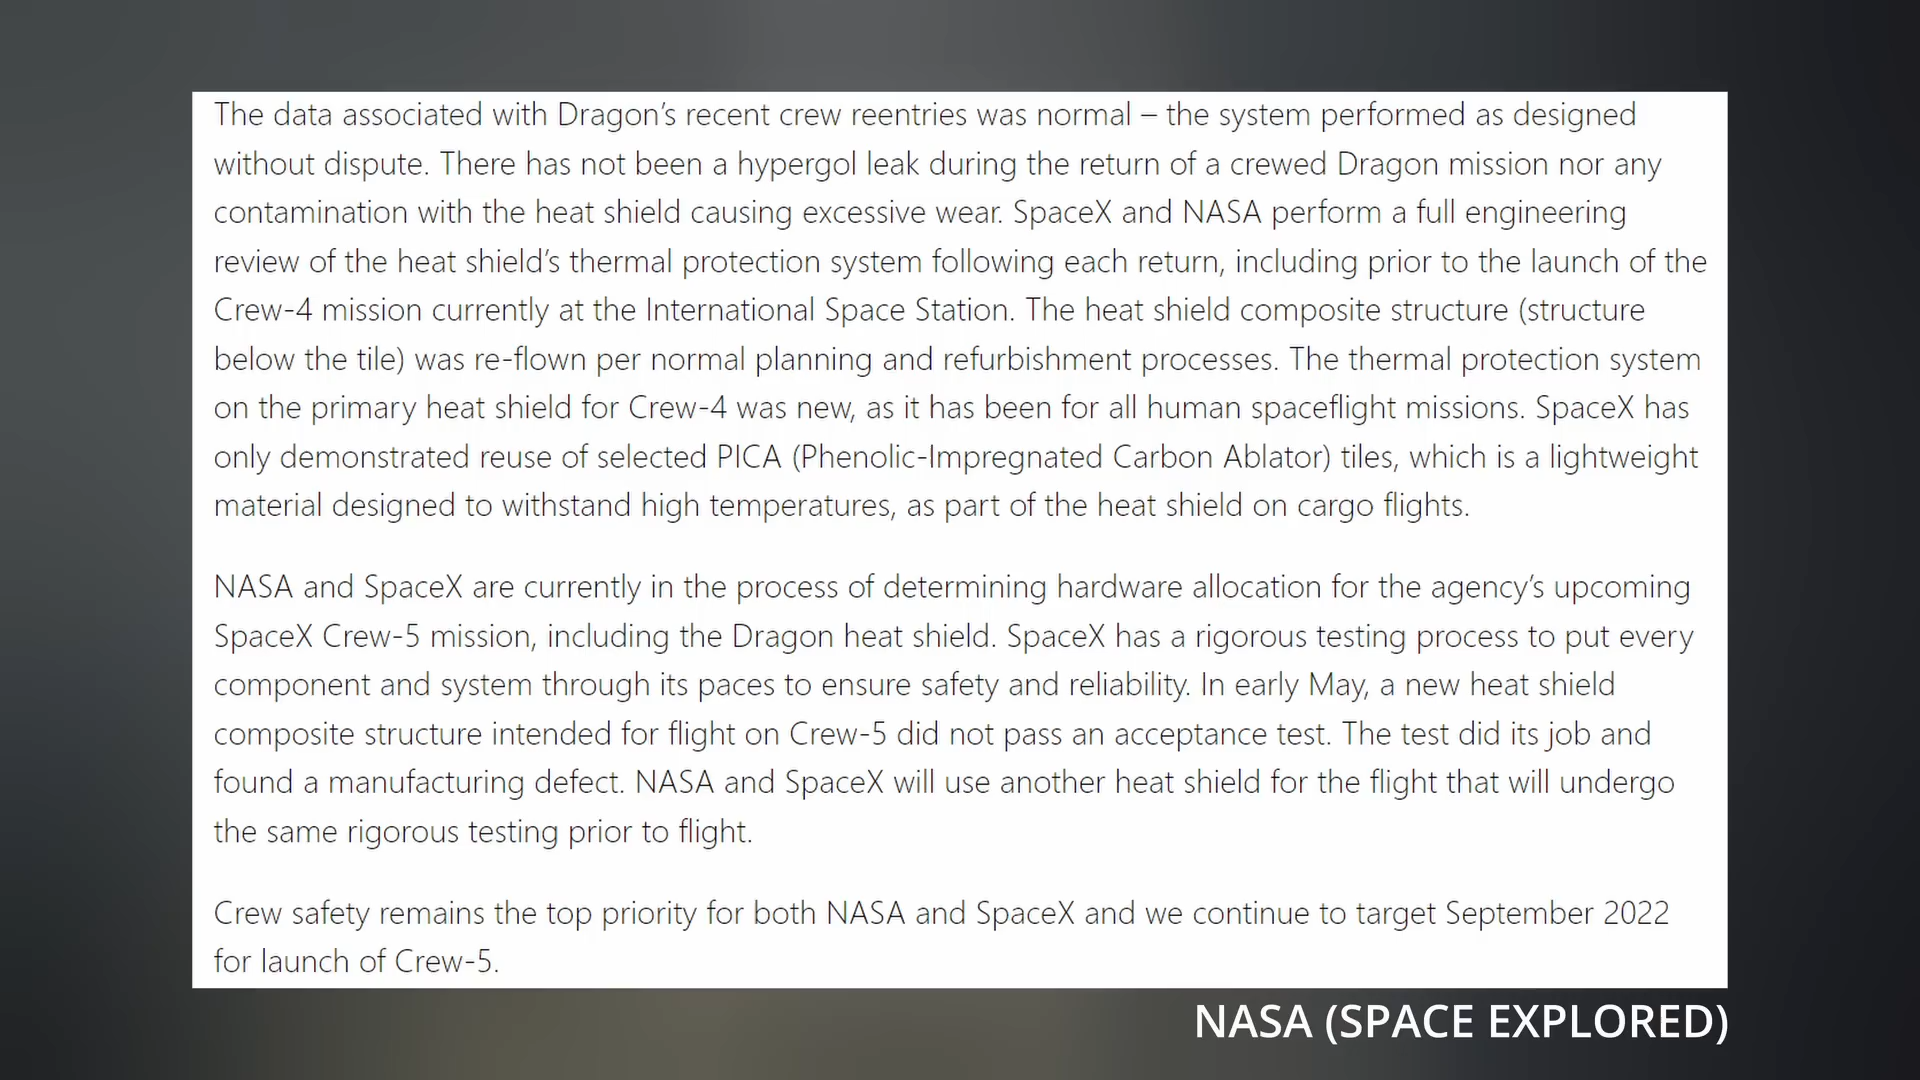 The data associated with Dragon’s recent crew reentries was normal – the system performed as designed
without dispute. There has not been a hypergol leak during the return of a crewed Dragon mission nor any
contamination with the heat shield causing excessive wear. SpaceX and NASA perform a full engineering
review of the heat shield’s thermal protection system following each return, including prior to the launch of the
Crew-4 mission currently at the International Space Station. The heat shield composite structure (structure
below the tile) was re-flown per normal planning and refurbishment processes. The thermal protection system
on the primary heat shield for Crew-4 was new, as it has been for all human spaceflight missions. SpaceX has
only demonstrated reuse of selected PICA (Phenolic-Impregnated Carbon Ablator) tiles, which is a lightweight
material designed to withstand high temperatures, as part of the heat shield on cargo flights.
NASA and SpaceX are currently in the process of determining hardware allocation for the agency’s upcoming
SpaceX Crew-5 mission, including the Dragon heat shield. SpaceX has a rigorous testing process to put every
component and system through its paces to ensure safety and reliability. In early May, a new heat shield
composite structure intended for flight on Crew-5 did not pass an acceptance test. The test did its job and
found a manufacturing defect. NASA and SpaceX will use another heat shield for the flight that will undergo
the same rigorous testing prior to flight.
Crew safety remains the top priority for both NASA and SpaceX and we continue to target September 2022
for launch of Crew-5.
NASA (SPACE EXPLORED)